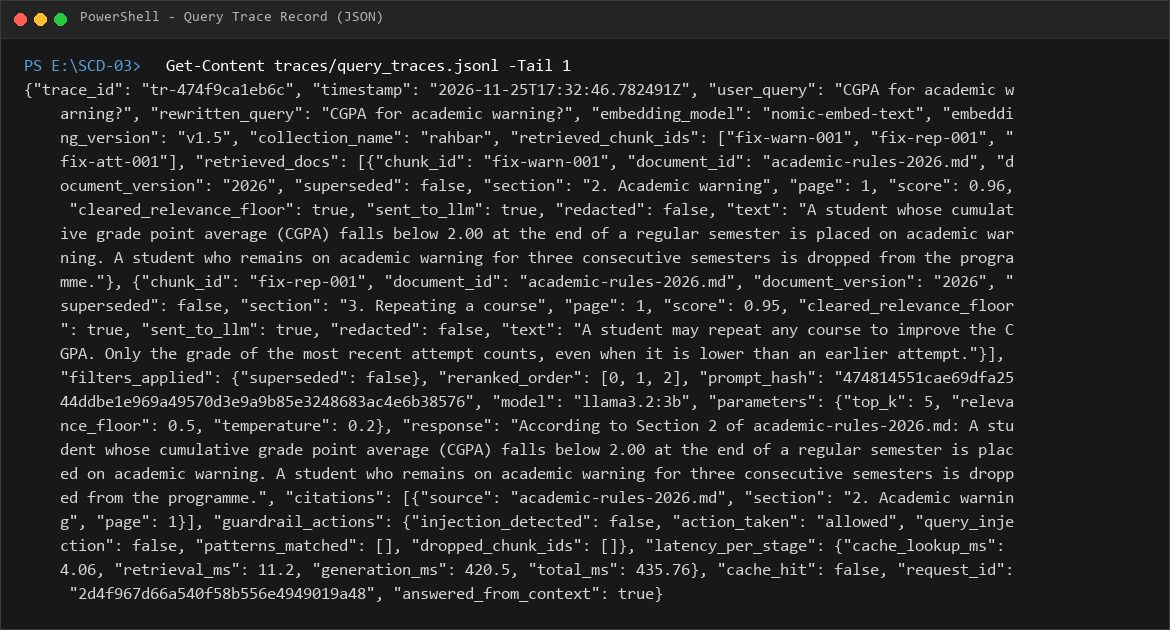 PowerShell - Query Trace Record (JSON)
PS E:\SCD-03> Get-Content traces/query_traces.jsonl -Tail 1
{"trace_id": "tr-474f9ca1eb6c", "timestamp": "2026-11-25T17:32:46.782491Z", "user_query": "CGPA for academic w
arning?", "rewritten_query": "CGPA for academic warning?", "embedding_model": "nomic-embed-text", "embeddi
ng_version": "v1.5", "collection_name": "rahbar", "retrieved_chunk_ids": ["fix-warn-001", "fix-rep-001", "
fix-att-001"], "retrieved_docs": [{"chunk_id": "fix-warn-001", "document_id": "academic-rules-2026.md", "d
ocument_version": "2026", "superseded": false, "section": "2. Academic warning", "page": 1, "score": 0.96,
"cleared_relevance_floor": true, "sent_to_llm": true, "redacted": false, "text": "A student whose cumulat
ive grade point average (CGPA) falls below 2.00 at the end of a regular semester is placed on academic war
ning. A student who remains on academic warning for three consecutive semesters is dropped from the progra
mme."}, {"chunk_id": "fix-rep-001", "document_id": "academic-rules-2026.md", "document_version": "2026", "
superseded": false, "section": "3. Repeating a course", "page": 1, "score": 0.95, "cleared_relevance_floor
": true, "sent_to_llm": true, "redacted": false, "text": "A student may repeat any course to improve the C
GPA. Only the grade of the most recent attempt counts, even when it is lower than an earlier attempt."}],
"filters_applied": {"superseded": false}, "reranked_order": [0, 1, 2], "prompt_hash": "474814551cae69dfa25
44ddbe1e969a49570d3e9a9b85e3248683ac4e6b38576", "model": "llama3.2:3b", "parameters": {"top_k": 5, "releva
nce_floor": 0.5, "temperature": 0.2}, "response": "According to Section 2 of academic-rules-2026.md: A stu
dent whose cumulative grade point average (CGPA) falls below 2.00 at the end of a regular semester is plac
ed on academic warning. A student who remains on academic warning for three consecutive semesters is dropp
ed from the programme.", "citations": [{"source": "academic-rules-2026.md", "section": "2. Academic warnin
g", "page": 1}], "guardrail_actions": {"injection_detected": false, "action_taken": "allowed", "query_inje
ction": false, "patterns_matched": [], "dropped_chunk_ids": []}, "latency_per_stage": {"cache_lookup_ms":
4.06, "retrieval_ms": 11.2, "generation_ms": 420.5, "total_ms": 435.76}, "cache_hit": false, "request_id":
"2d4f967d66a540f58b556e4949019a48", "answered_from_context": true}